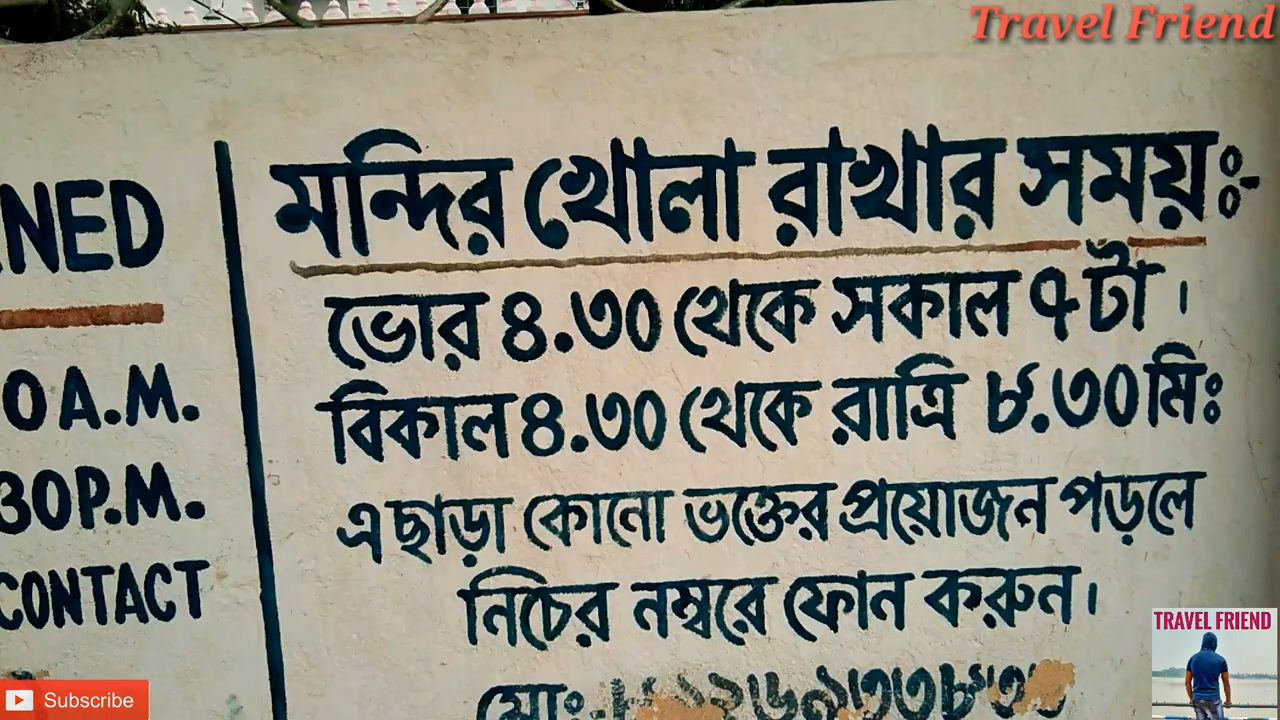 Travel Friend
NED
0 A.M.
30P.M.
CONTACT
মন্দির খোলা রাখার সময়ঃ-
ভোর ৪.৩০ থেকে সকাল ৭টা।
বিকাল ৪.৩০ থেকে রাত্রি ৮.৩০মিঃ
এছাড়া কোনো ভক্তের প্রয়োজন পড়লে
নিচের নম্বরে ফোন করুন।
মোঃ-
TRAVEL FRIEND
Subscribe